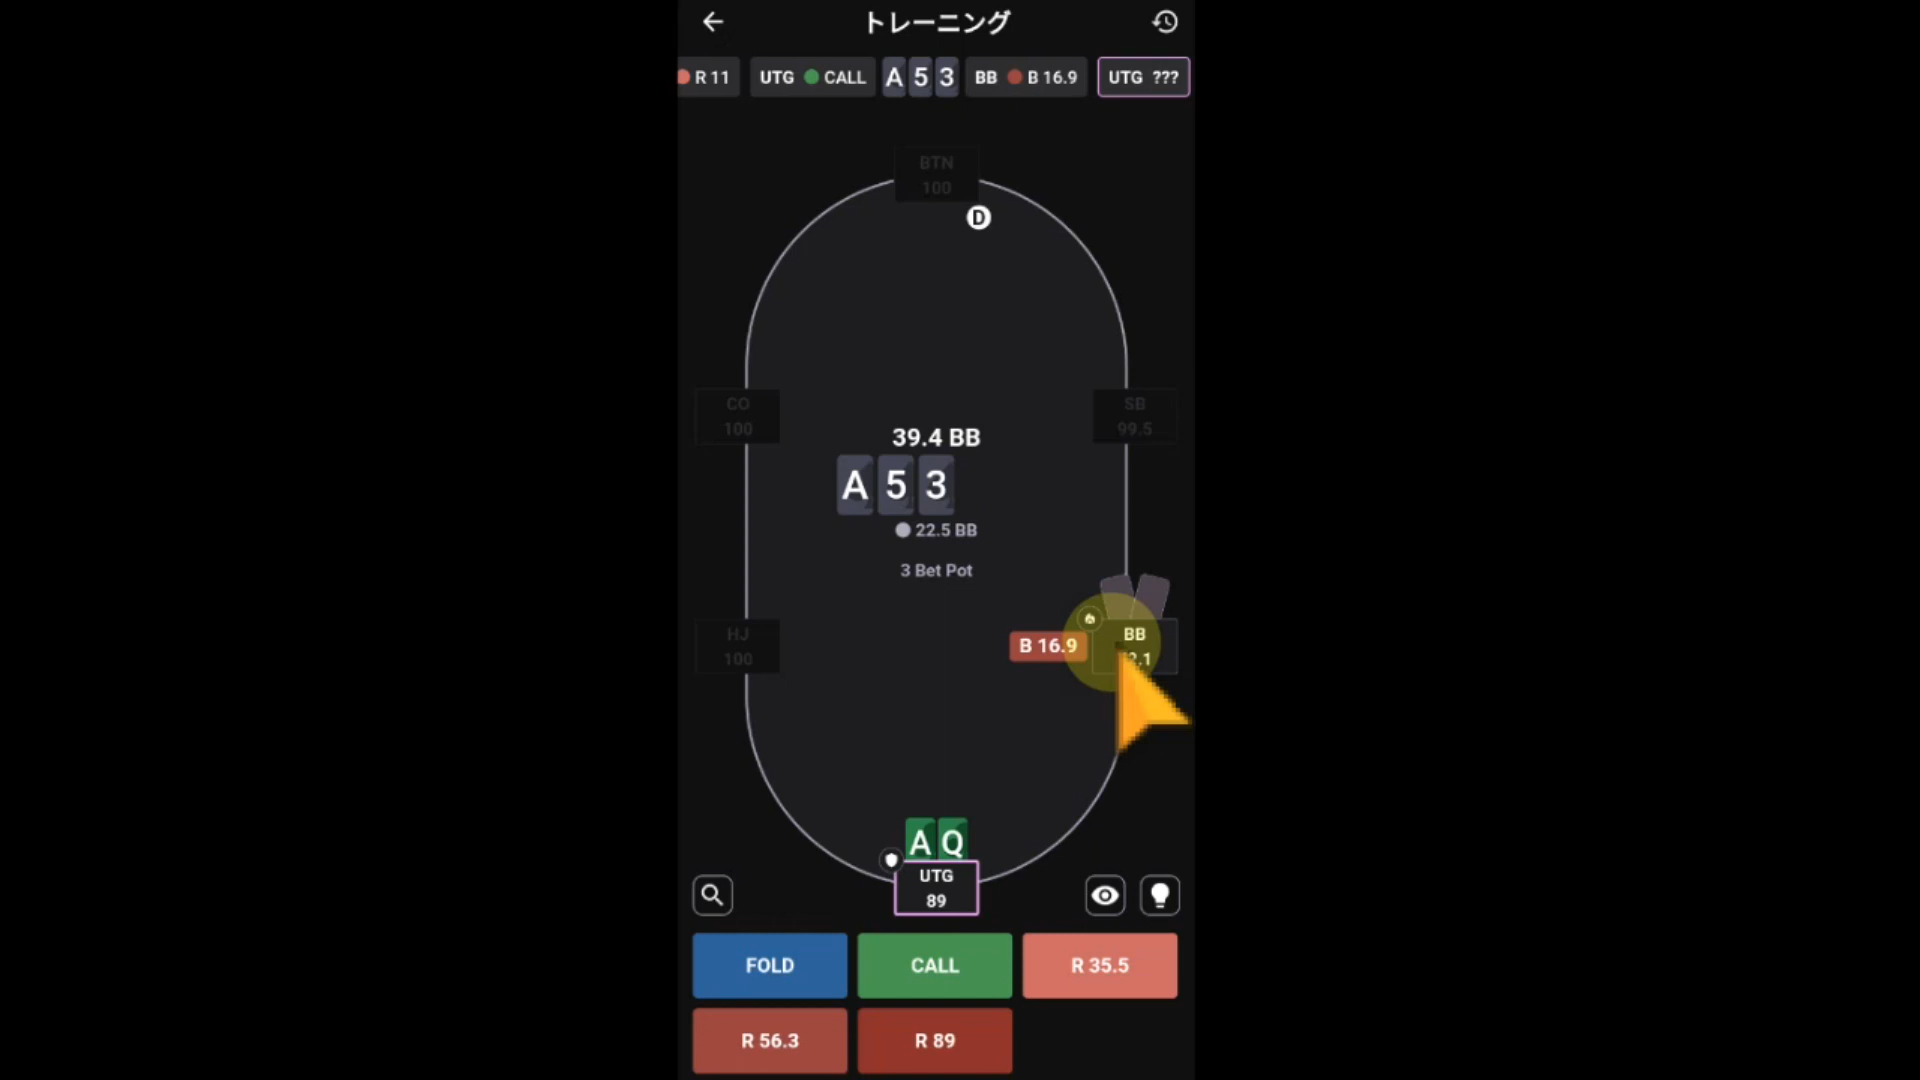 トレーニング
R 11 UTG CALL A 5 3 BB B 16.9 UTG ???
BTN
100
D
CO
100
SB
99.5
39.4 BB
A 5 3
22.5 BB
3 Bet Pot
HJ
100
B 16.9
BB
A Q
UTG
89
FOLD CALL R 35.5
R 56.3 R 89